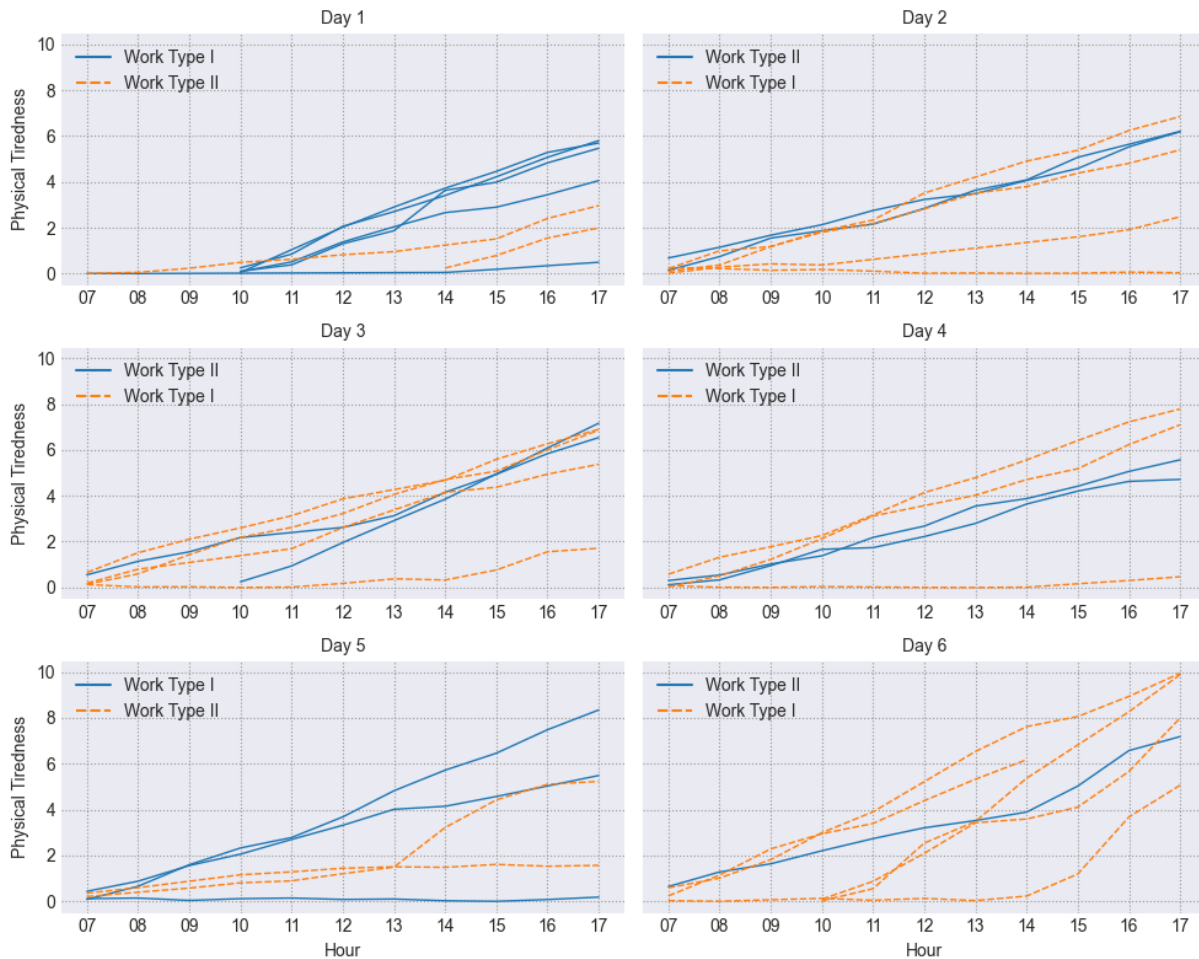 Day 1
Day 2
10
8
6
4
2
0
Physical Tiredness
Work Type I
Work Type II
07 08 09 10 11 12 13 14 15 16 17
Work Type II
Work Type I
07 08 09 10 11 12 13 14 15 16 17
Day 3
Day 4
10
8
6
4
2
0
Physical Tiredness
Work Type II
Work Type I
07 08 09 10 11 12 13 14 15 16 17
Work Type II
Work Type I
07 08 09 10 11 12 13 14 15 16 17
Day 5
Day 6
10
8
6
4
2
0
Physical Tiredness
Work Type I
Work Type II
07 08 09 10 11 12 13 14 15 16 17
Hour
Work Type II
Work Type I
07 08 09 10 11 12 13 14 15 16 17
Hour